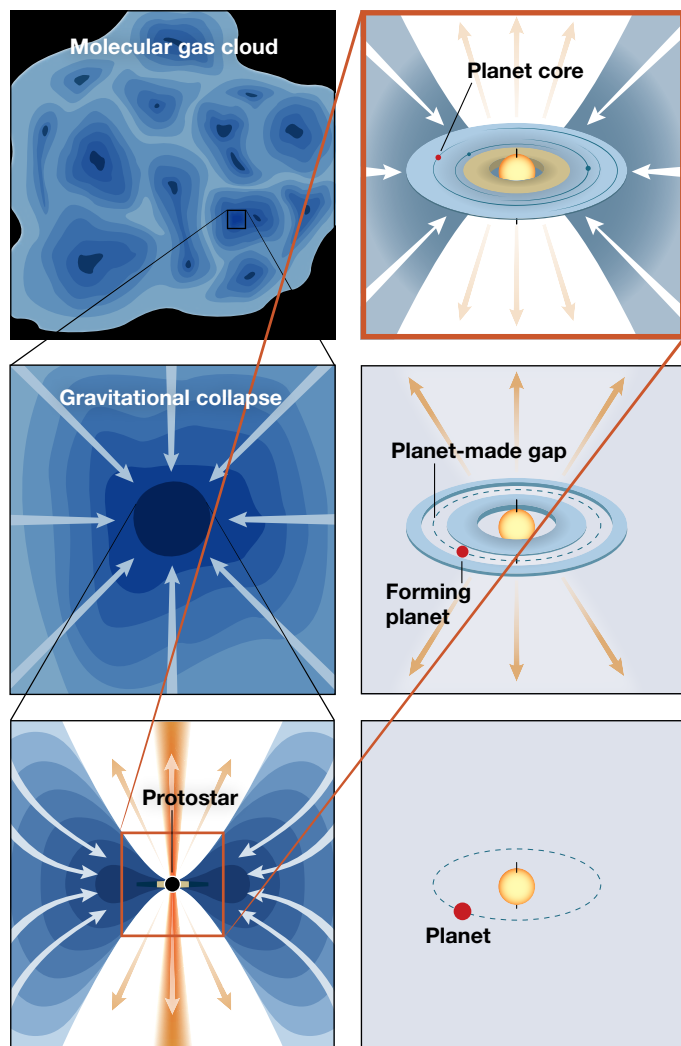 Molecular gas cloud
Gravitational collapse
Protostar
Planet core
Planet-made gap
Forming
planet
Planet